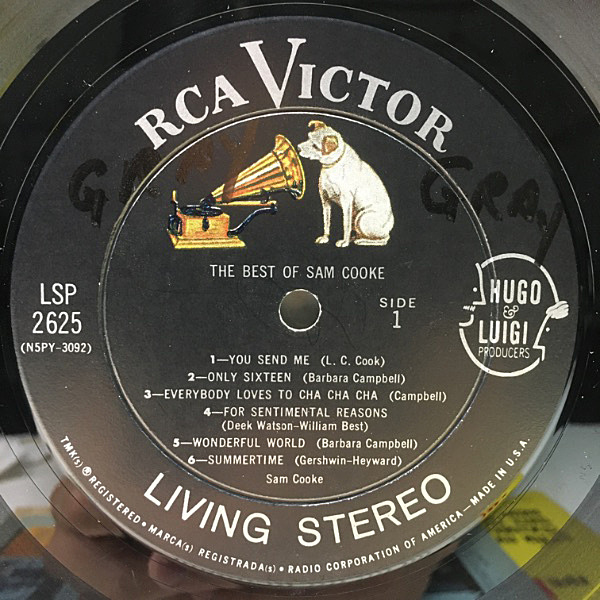 RCA VICTOR
GRAY
GRAY
THE BEST OF SAM COOKE
LSP
2625
(N5PY-3092)
SIDE
1
HUGO
&
LUIGI
PRODUCERS
1—YOU SEND ME (L. C. Cook)
2—ONLY SIXTEEN (Barbara Campbell)
3—EVERYBODY LOVES TO CHA CHA CHA (Campbell)
4—FOR SENTIMENTAL REASONS
(Deek Watson-William Best)
5—WONDERFUL WORLD (Barbara Campbell)
6—SUMMERTIME (Gershwin-Heyward)
Sam Cooke
LIVING STEREO
TMK(s) ® REGISTERED • MARCA(s) REGISTRADA(s) • RADIO CORPORATION OF AMERICA—MADE IN U.S.A.